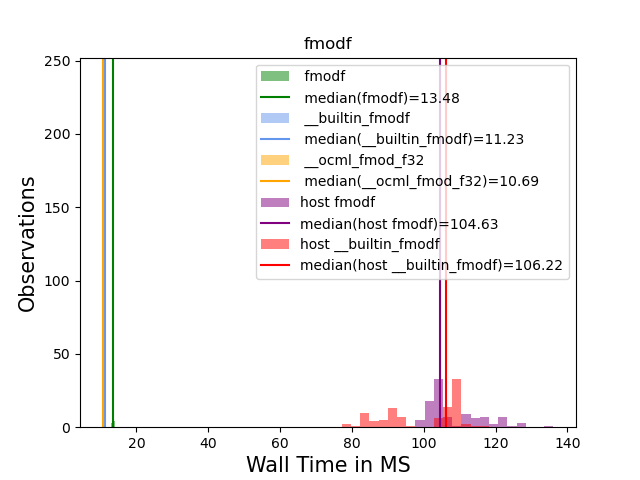 fmodf
250
200
150
100
50
0
Observations
fmodf
median(fmodf)=13.48
__builtin_fmodf
median(__builtin_fmodf)=11.23
__ocml_fmod_f32
median(__ocml_fmod_f32)=10.69
host fmodf
median(host fmodf)=104.63
host __builtin_fmodf
median(host __builtin_fmodf)=106.22
20 40 60 80 100 120 140
Wall Time in MS